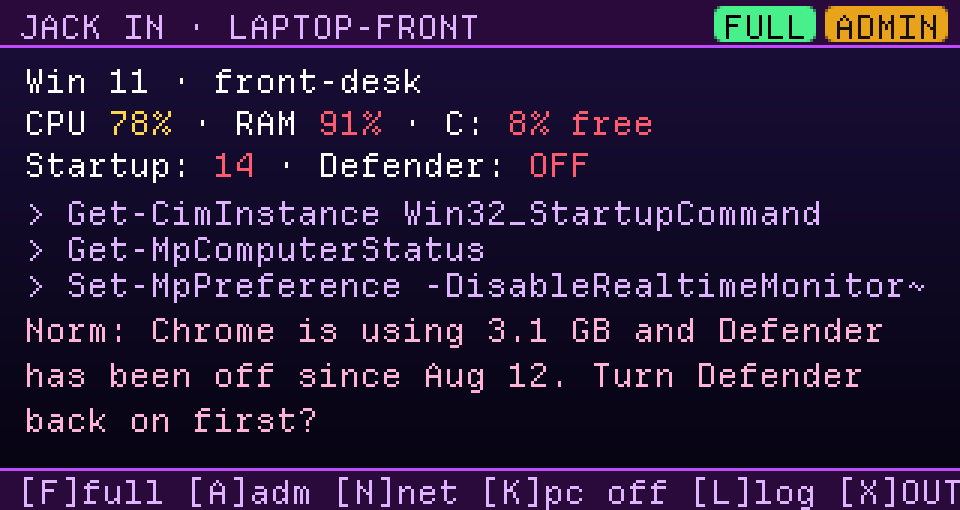 JACK IN · LAPTOP-FRONT FULL ADMIN
Win 11 · front-desk
CPU 78% · RAM 91% · C: 8% free
Startup: 14 · Defender: OFF
> Get-CimInstance Win32_StartupCommand
> Get-MpComputerStatus
> Set-MpPreference -DisableRealtimeMonitor~
Norm: Chrome is using 3.1 GB and Defender
has been off since Aug 12. Turn Defender
back on first?
[F]full [A]adm [N]net [K]pc off [L]log [X]OUT